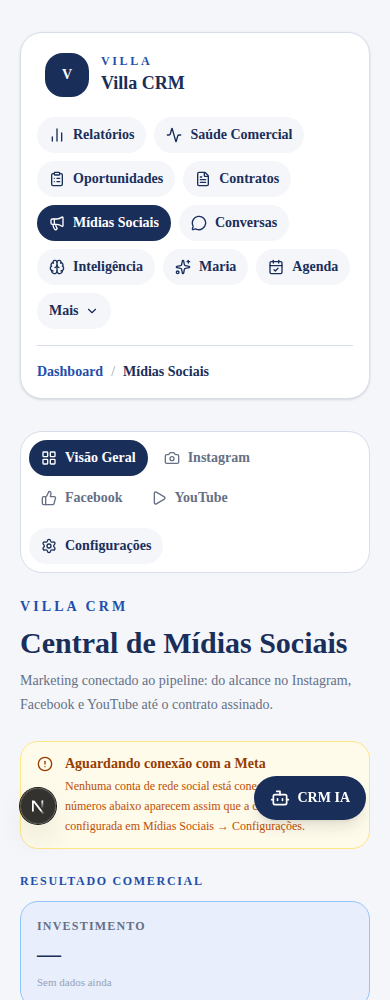 V
VILLA
Villa CRM
Relatórios
Saúde Comercial
Oportunidades
Contratos
Mídias Sociais
Conversas
Inteligência
Maria
Agenda
Mais
Dashboard / Mídias Sociais
Visão Geral
Instagram
Facebook
YouTube
Configurações
VILLA CRM
Central de Mídias Sociais
Marketing conectado ao pipeline: do alcance no Instagram,
Facebook e YouTube até o contrato assinado.
Aguardando conexão com a Meta
Nenhuma conta de rede social está
números abaixo aparecem assim que a
configurada em Mídias Sociais → Configurações.
N
CRM IA
RESULTADO COMERCIAL
INVESTIMENTO
—
Sem dados ainda